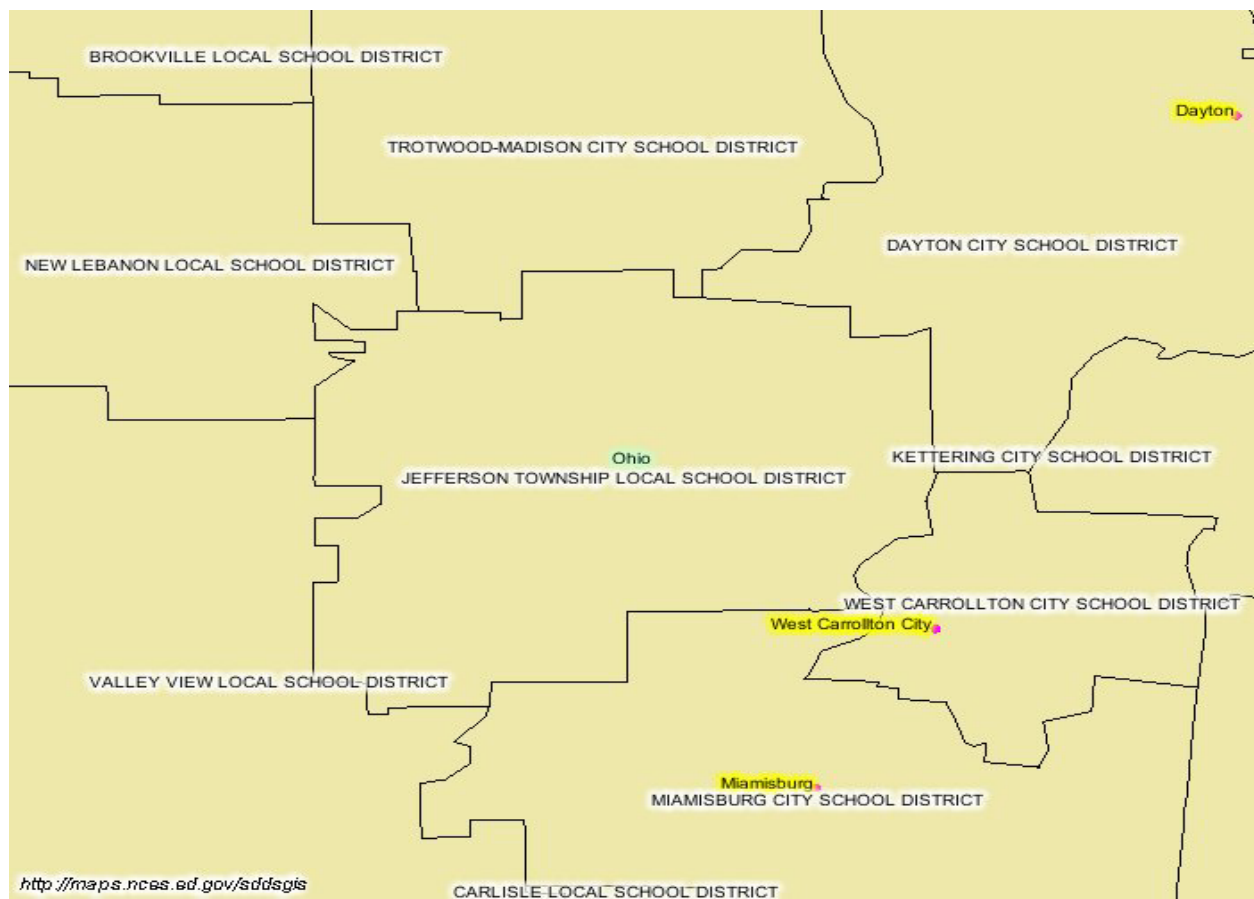 BROOKVILLE LOCAL SCHOOL DISTRICT
Dayton
TROTWOOD-MADISON CITY SCHOOL DISTRICT
DAYTON CITY SCHOOL DISTRICT
NEW LEBANON LOCAL SCHOOL DISTRICT
Ohio
KETTERING CITY SCHOOL DISTRICT
JEFFERSON TOWNSHIP LOCAL SCHOOL DISTRICT
WEST CARROLLTON CITY SCHOOL DISTRICT
West Carrollton City
VALLEY VIEW LOCAL SCHOOL DISTRICT
Miamisburg
MIAMISBURG CITY SCHOOL DISTRICT
http://maps.nces.ed.gov/sddsgis
CARLISLE LOCAL SCHOOL DISTRICT